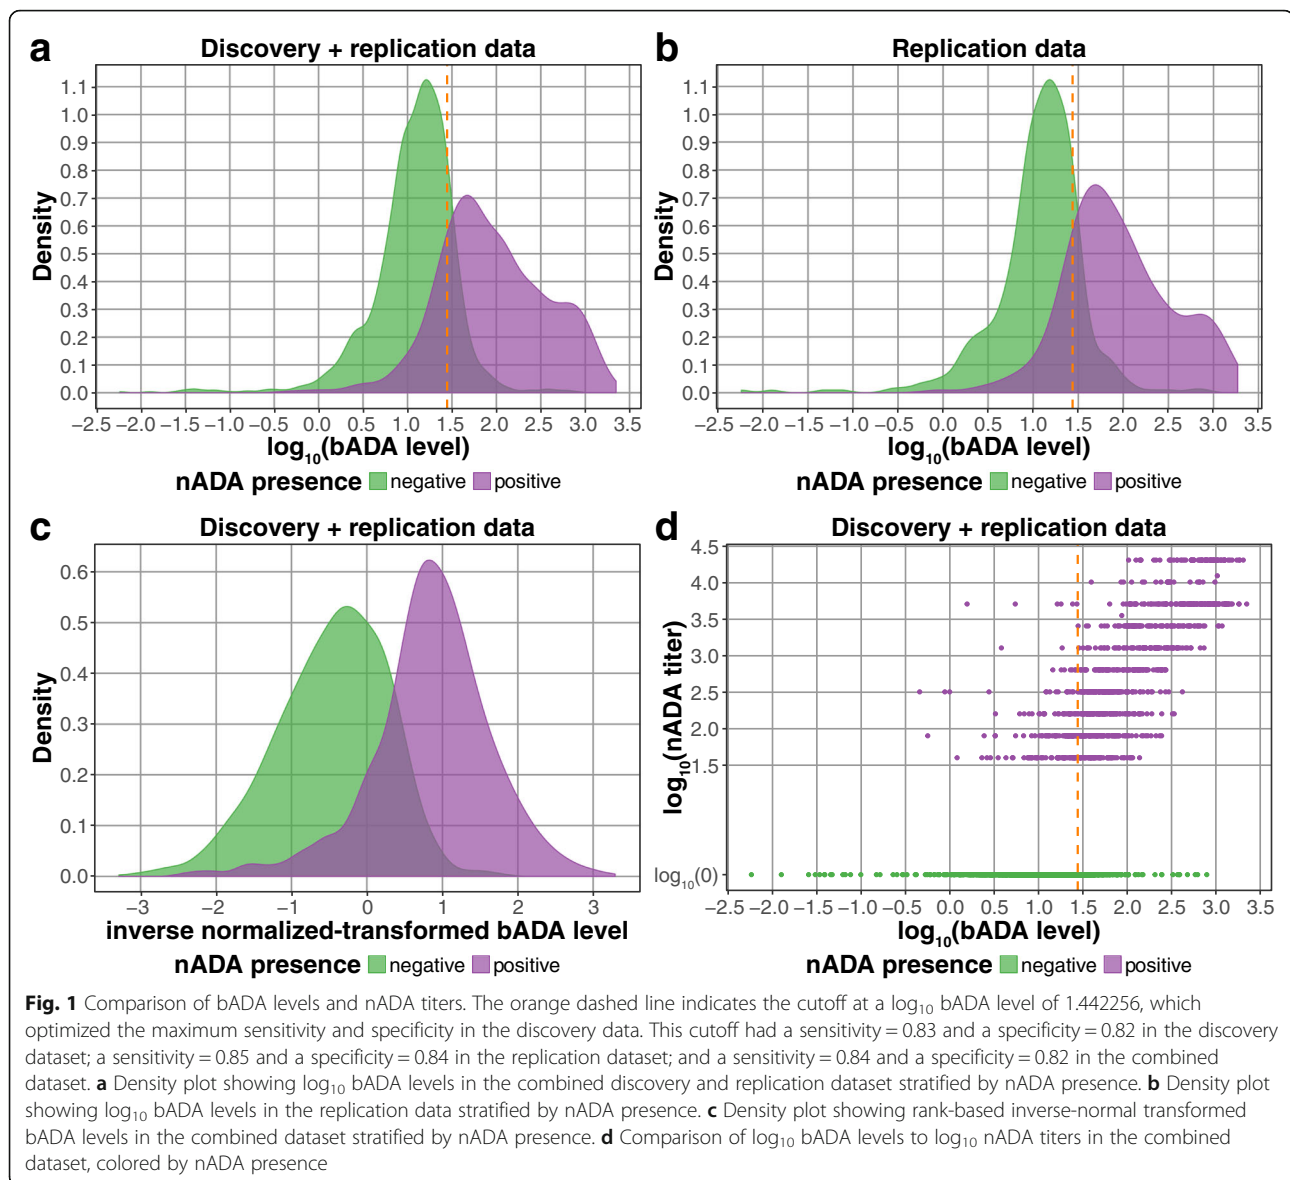 a
Discovery + replication data
Density
1.1
1.0
0.9
0.8
0.7
0.6
0.5
0.4
0.3
0.2
0.1
0.0
−2.5 −2.0 −1.5 −1.0 −0.5 0.0 0.5 1.0 1.5 2.0 2.5 3.0 3.5
log₁₀(bADA level)
nADA presence negative positive
b
Replication data
Density
1.1
1.0
0.9
0.8
0.7
0.6
0.5
0.4
0.3
0.2
0.1
0.0
−2.5 −2.0 −1.5 −1.0 −0.5 0.0 0.5 1.0 1.5 2.0 2.5 3.0 3.5
log₁₀(bADA level)
nADA presence negative positive
c
Discovery + replication data
Density
0.6
0.5
0.4
0.3
0.2
0.1
0.0
−3 −2 −1 0 1 2 3
inverse normalized-transformed bADA level
nADA presence negative positive
d
Discovery + replication data
log₁₀(nADA titer)
4.5
4.0
3.5
3.0
2.5
2.0
1.5
log₁₀(0)
−2.5 −2.0 −1.5 −1.0 −0.5 0.0 0.5 1.0 1.5 2.0 2.5 3.0 3.5
log₁₀(bADA level)
nADA presence negative positive
Fig. 1 Comparison of bADA levels and nADA titers. The orange dashed line indicates the cutoff at a log₁₀ bADA level of 1.442256, which
optimized the maximum sensitivity and specificity in the discovery data. This cutoff had a sensitivity = 0.83 and a specificity = 0.82 in the discovery
dataset; a sensitivity = 0.85 and a specificity = 0.84 in the replication dataset; and a sensitivity = 0.84 and a specificity = 0.82 in the combined
dataset. a Density plot showing log₁₀ bADA levels in the combined discovery and replication dataset stratified by nADA presence. b Density plot
showing log₁₀ bADA levels in the replication data stratified by nADA presence. c Density plot showing rank-based inverse-normal transformed
bADA levels in the combined dataset stratified by nADA presence. d Comparison of log₁₀ bADA levels to log₁₀ nADA titers in the combined
dataset, colored by nADA presence